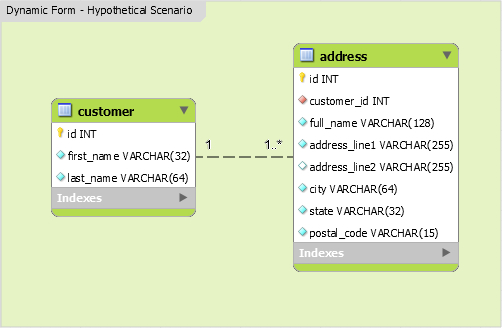 Dynamic Form - Hypothetical Scenario
customer
id INT
first_name VARCHAR(32)
last_name VARCHAR(64)
Indexes
1
1..*
address
id INT
customer_id INT
full_name VARCHAR(128)
address_line1 VARCHAR(255)
address_line2 VARCHAR(255)
city VARCHAR(64)
state VARCHAR(32)
postal_code VARCHAR(15)
Indexes